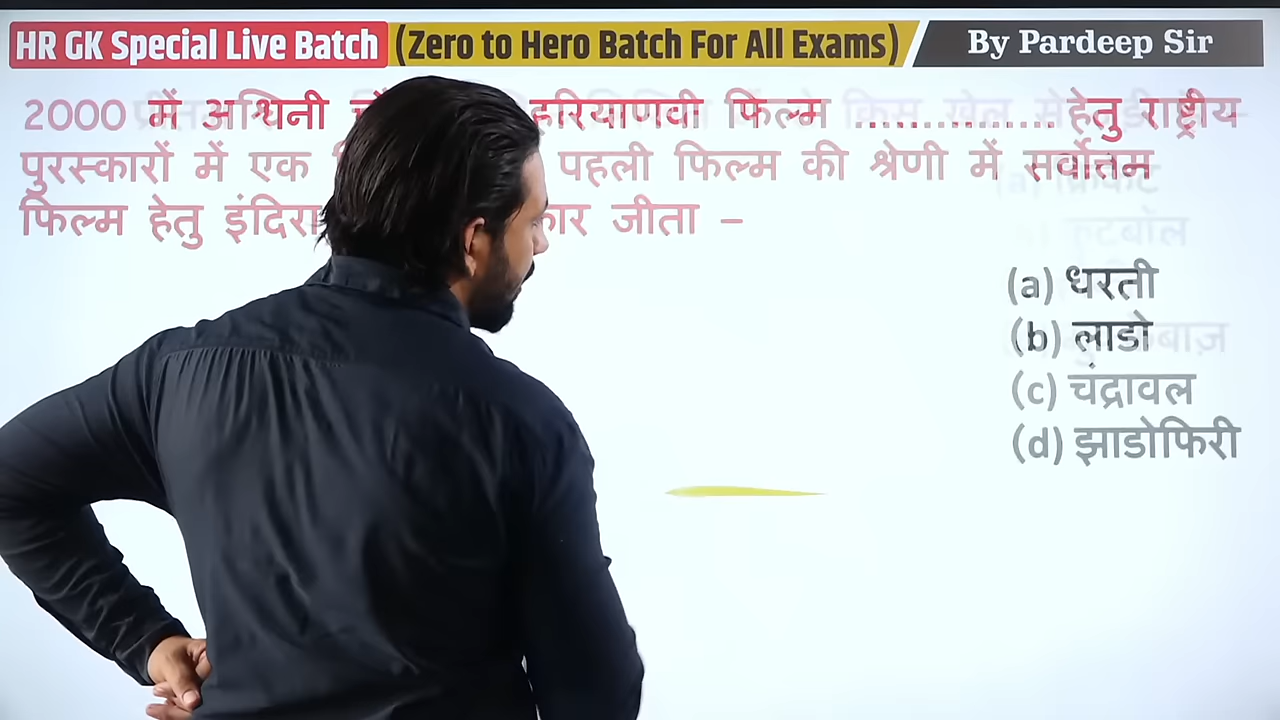 HR GK Special Live Batch (Zero to Hero Batch For All Exams) By Pardeep Sir
2000 में अश्विनी हरियाणवी फिल्म .............. हेतु राष्ट्रीय
पुरस्कारों में एक पहली फिल्म की श्रेणी में सर्वोतम
फिल्म हेतु इंदिरा जीता –
(a) धरती
(b) लाडो
(c) चंद्रावल
(d) झाडोफिरी